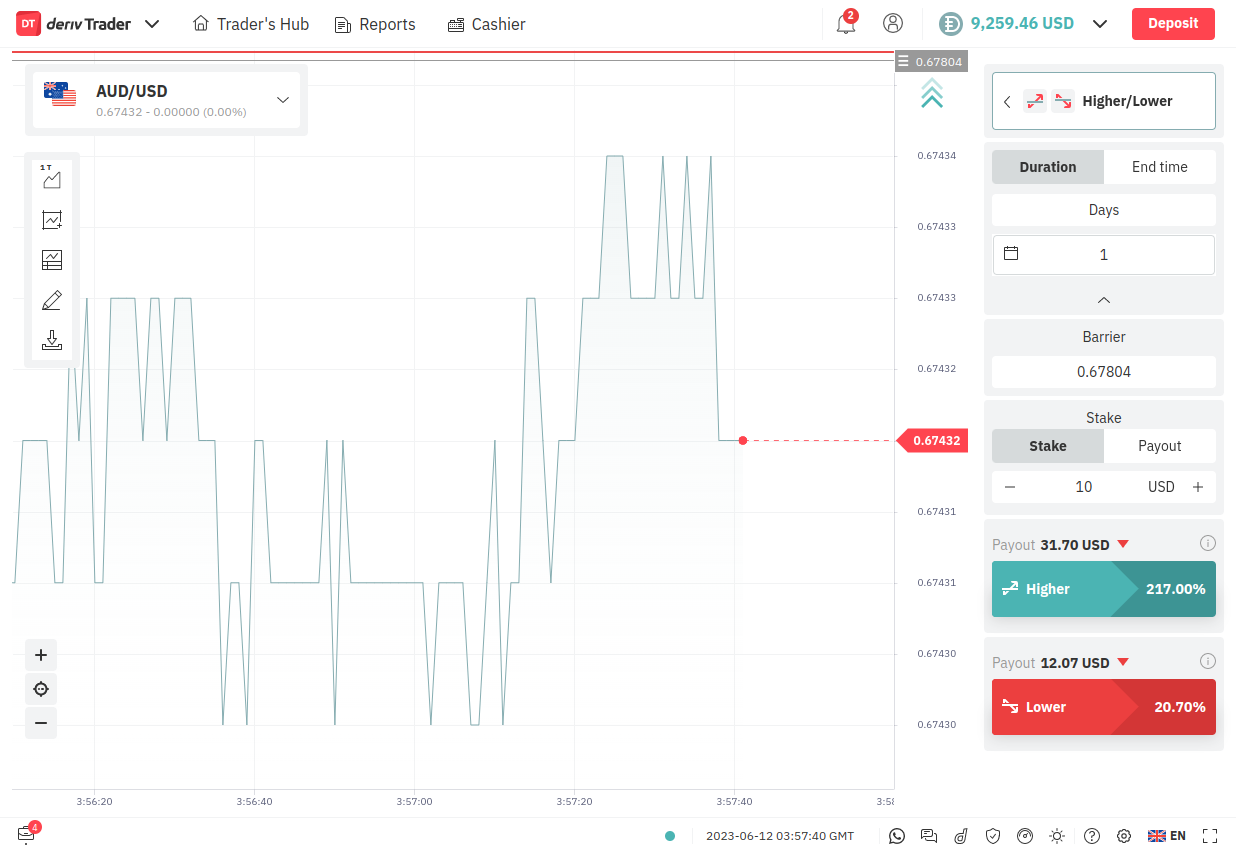 DT deriv Trader Trader's Hub Reports Cashier 2 9,259.46 USD Deposit
0.67804
AUD/USD
0.67432 - 0.00000 (0.00%)
1 T
0.67434
0.67433
0.67433
0.67432
0.67432
0.67431
0.67431
0.67430
0.67430
3:56:20 3:56:40 3:57:00 3:57:20 3:57:40 3:58
Higher/Lower
Duration End time
Days
1
Barrier
0.67804
Stake
Stake Payout
10 USD
Payout 31.70 USD
Higher 217.00%
Payout 12.07 USD
Lower 20.70%
4 2023-06-12 03:57:40 GMT EN